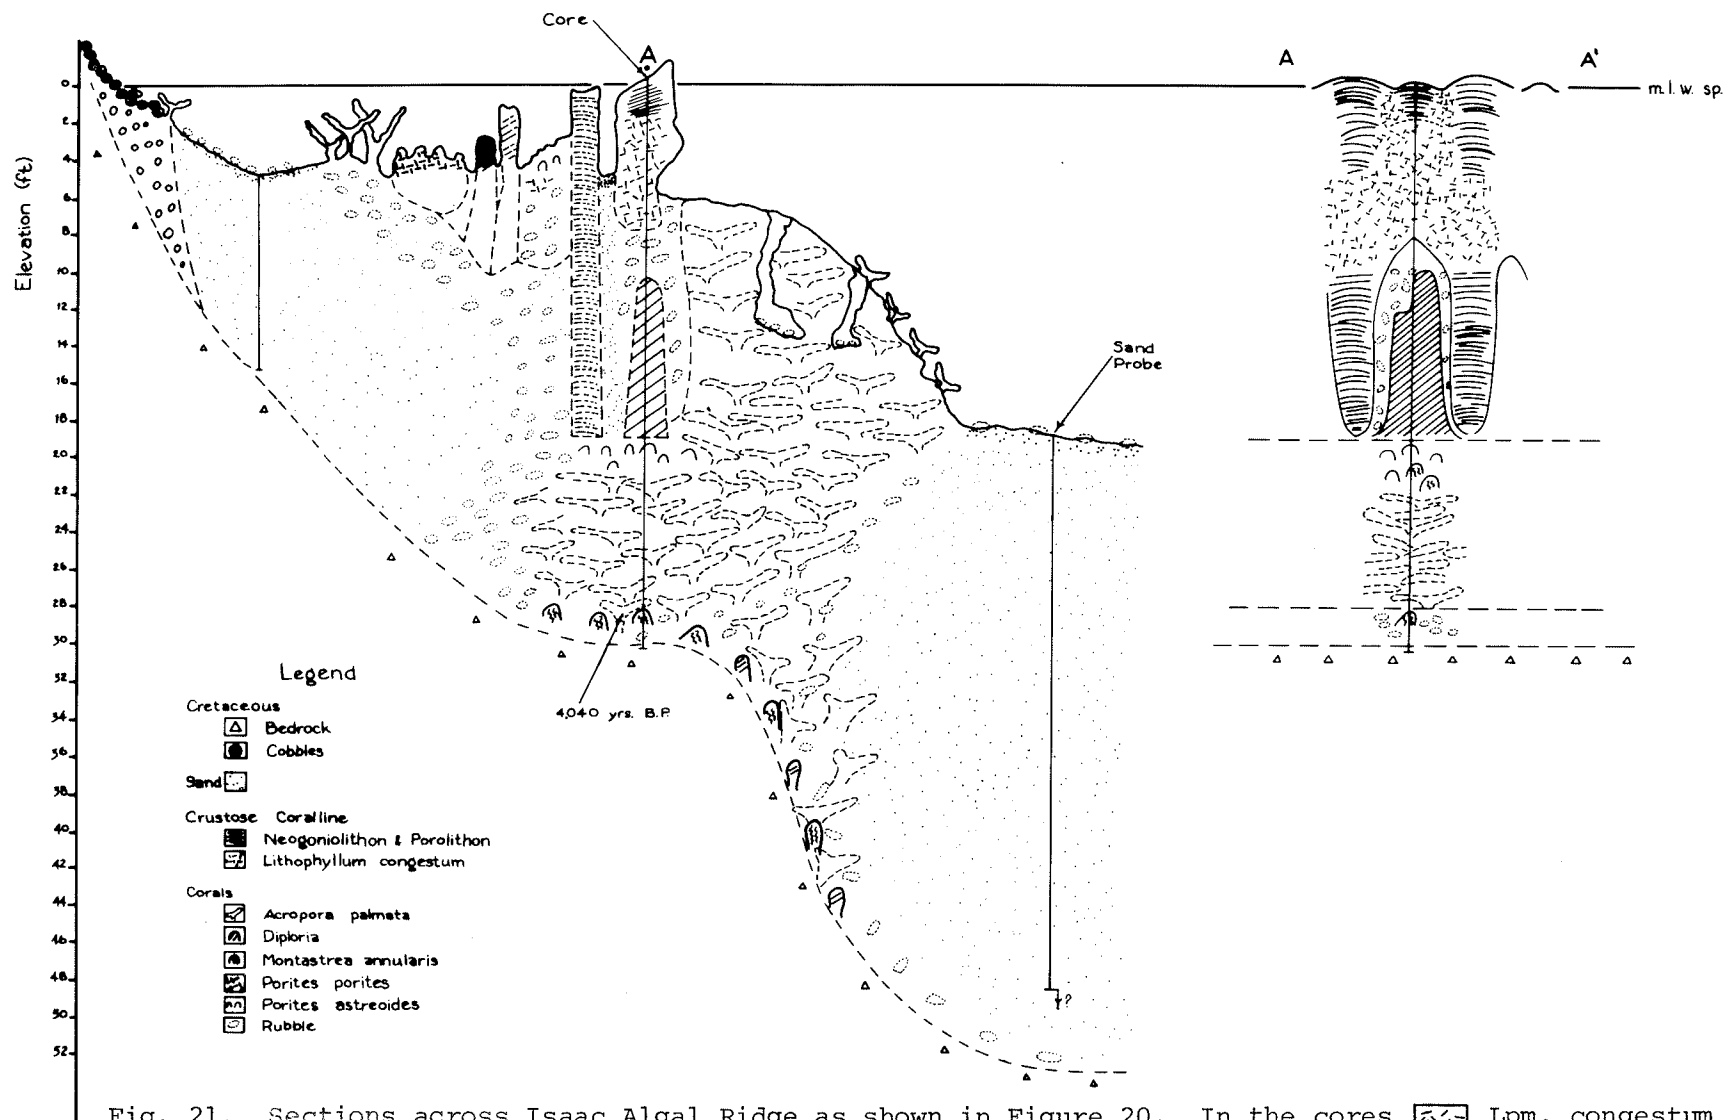 Core
A
A
A'
m.l.w. sp.
Elevation (ft)
0
2
4
6
8
10
12
14
16
18
20
22
24
26
28
30
32
34
36
38
40
42
44
46
48
50
52
Sand
Probe
4,040 yrs. B.P.
?
Legend
Cretaceous
Bedrock
Cobbles
Sand
Crustose Coralline
Neogoniolithon & Porolithon
Lithophyllum congestum
Corals
Acropora palmata
Diploria
Montastrea annularis
Porites porites
Porites astreoides
Rubble
Fig. 21. Sections across Isaac Algal Ridge as shown in Figure 20. In the cores Lpm. congestum